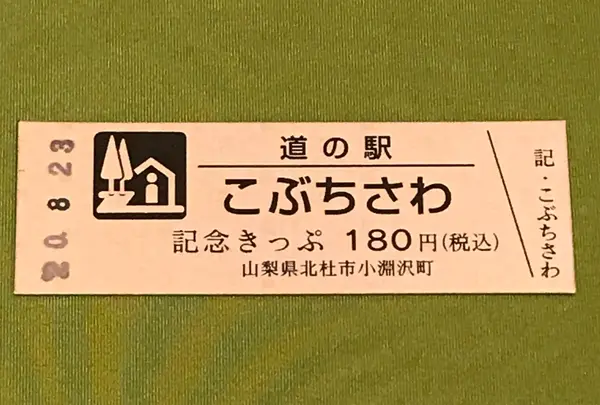 20. 8 23
道の駅
こぶちさわ
記念きっぷ 180円(税込)
山梨県北杜市小淵沢町
記・こぶちさわ